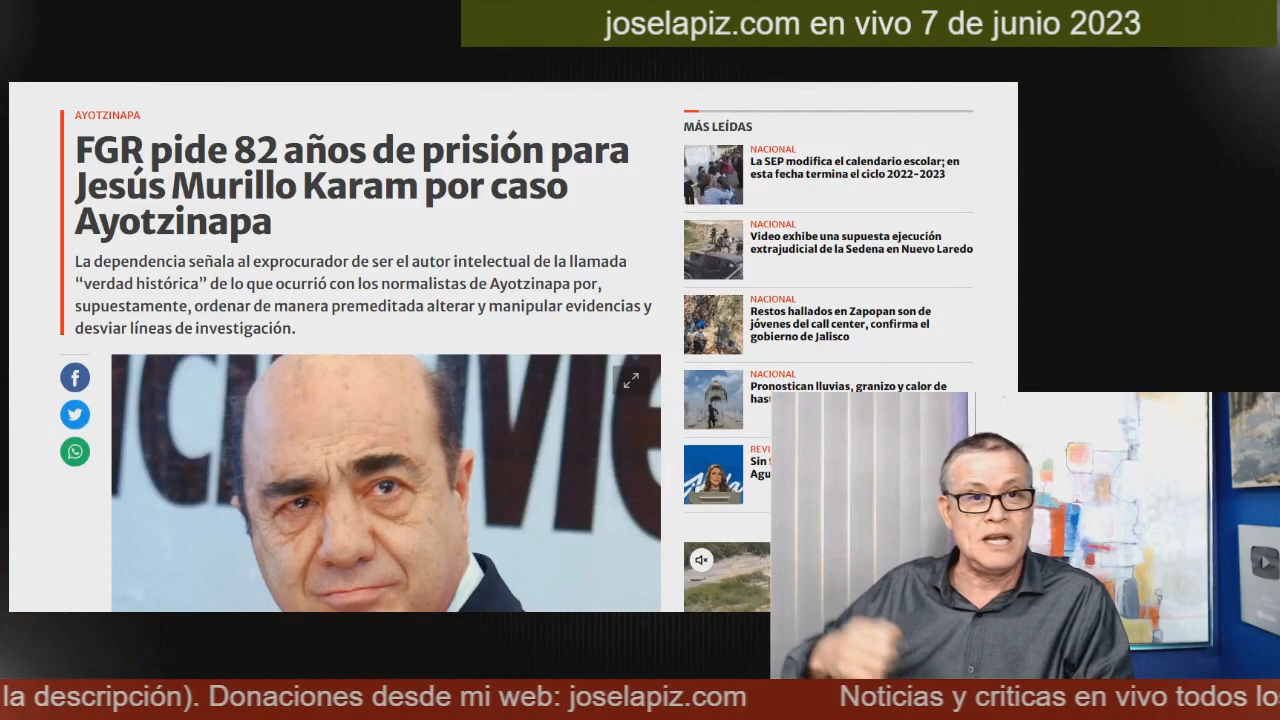 joselapiz.com en vivo 7 de junio 2023
AYOTZINAPA
FGR pide 82 años de prisión para
Jesús Murillo Karam por caso
Ayotzinapa
La dependencia señala al exprocurador de ser el autor intelectual de la llamada
“verdad histórica” de lo que ocurrió con los normalistas de Ayotzinapa por,
supuestamente, ordenar de manera premeditada alterar y manipular evidencias y
desviar líneas de investigación.
MÁS LEÍDAS
NACIONAL
La SEP modifica el calendario escolar; en
esta fecha termina el ciclo 2022-2023
NACIONAL
Video exhibe una supuesta ejecución
extrajudicial de la Sedena en Nuevo Laredo
NACIONAL
Restos hallados en Zapopan son de
jóvenes del call center, confirma el
gobierno de Jalisco
NACIONAL
Pronostican lluvias, granizo y calor de
la descripción). Donaciones desde mi web: joselapiz.com
Noticias y criticas en vivo todos